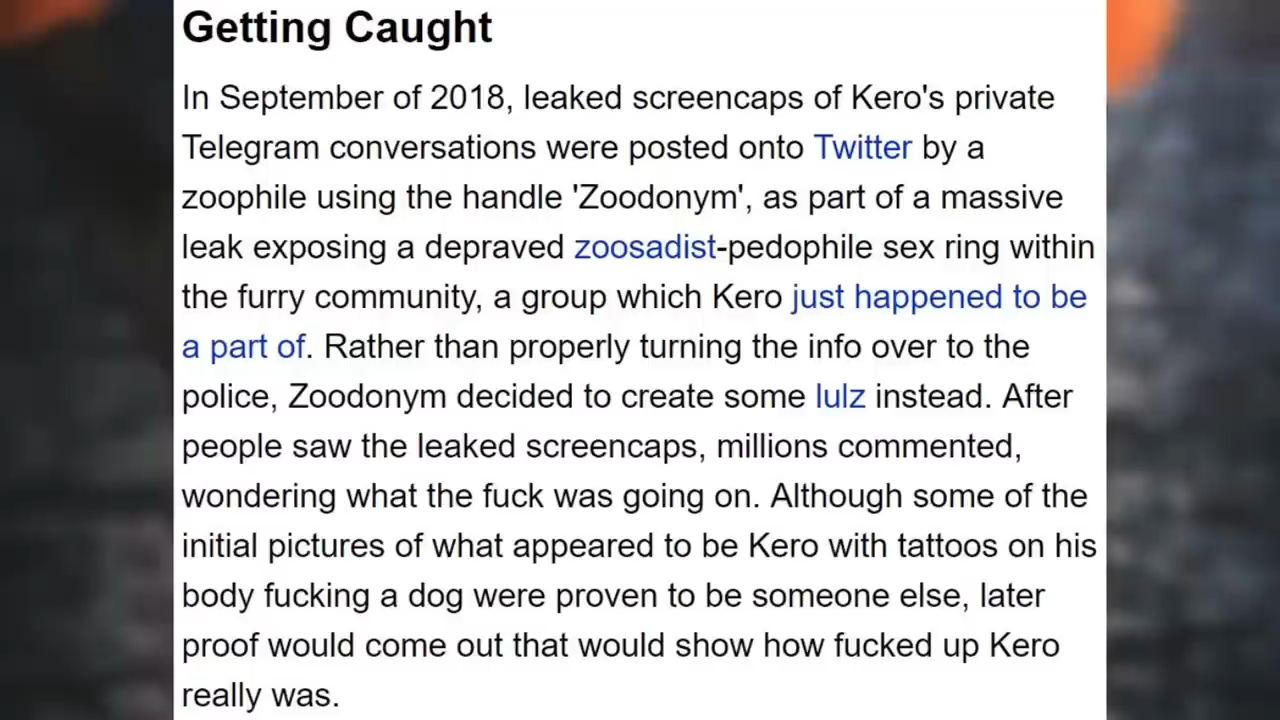 Getting Caught
In September of 2018, leaked screencaps of Kero's private
Telegram conversations were posted onto Twitter by a
zoophile using the handle 'Zoodonym', as part of a massive
leak exposing a depraved zoosadist-pedophile sex ring within
the furry community, a group which Kero just happened to be
a part of. Rather than properly turning the info over to the
police, Zoodonym decided to create some lulz instead. After
people saw the leaked screencaps, millions commented,
wondering what the fuck was going on. Although some of the
initial pictures of what appeared to be Kero with tattoos on his
body fucking a dog were proven to be someone else, later
proof would come out that would show how fucked up Kero
really was.